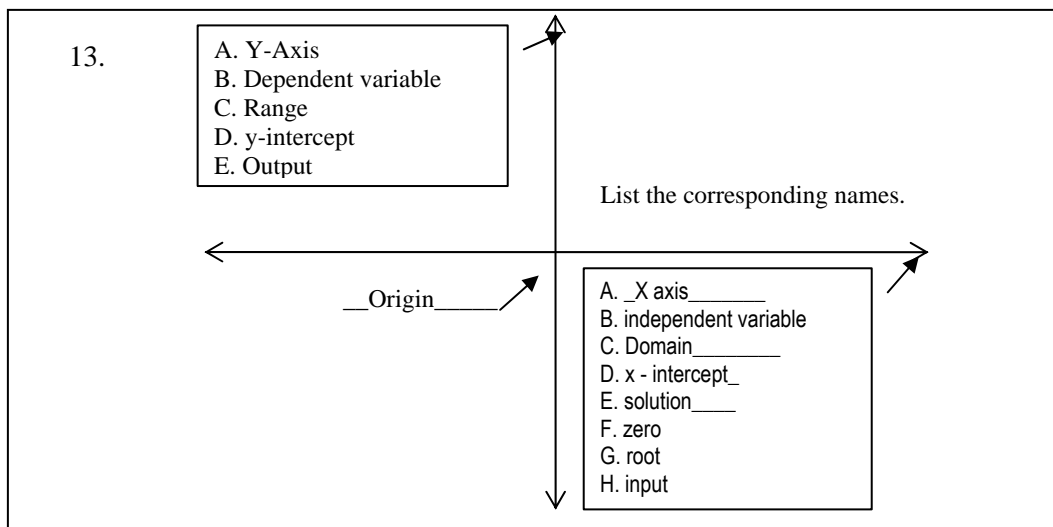 13.
A. Y-Axis
B. Dependent variable
C. Range
D. y-intercept
E. Output
List the corresponding names.
__Origin_____
A. _X axis_______
B. independent variable
C. Domain________
D. x - intercept_
E. solution____
F. zero
G. root
H. input